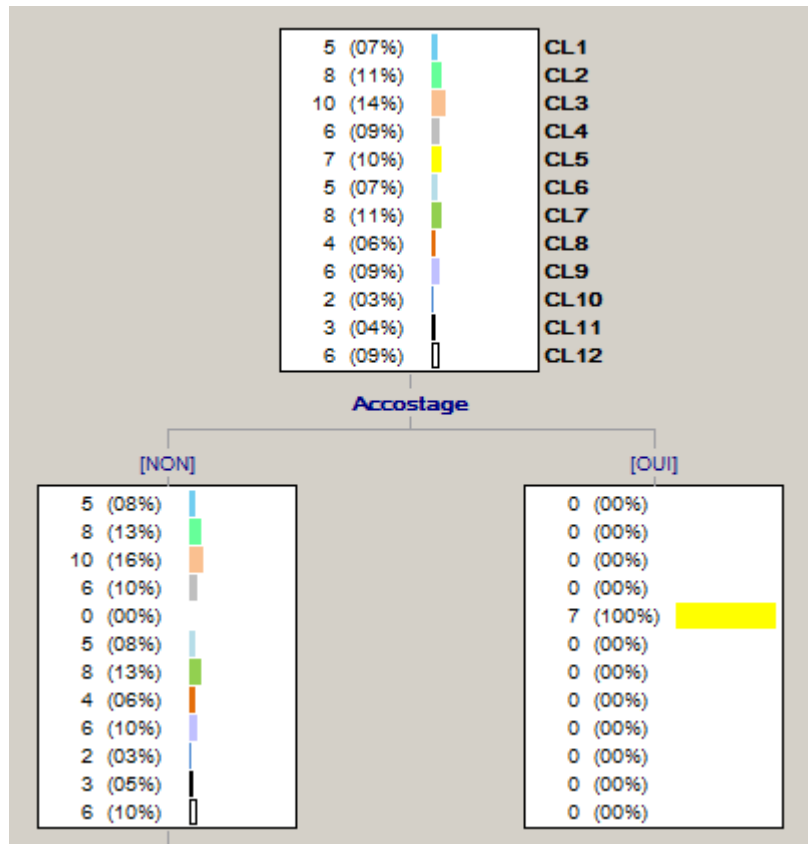 5 (07%) CL1
8 (11%) CL2
10 (14%) CL3
6 (09%) CL4
7 (10%) CL5
5 (07%) CL6
8 (11%) CL7
4 (06%) CL8
6 (09%) CL9
2 (03%) CL10
3 (04%) CL11
6 (09%) CL12
Accostage
[NON]
5 (08%)
8 (13%)
10 (16%)
6 (10%)
0 (00%)
5 (08%)
8 (13%)
4 (06%)
6 (10%)
2 (03%)
3 (05%)
6 (10%)
[OUI]
0 (00%)
0 (00%)
0 (00%)
0 (00%)
7 (100%)
0 (00%)
0 (00%)
0 (00%)
0 (00%)
0 (00%)
0 (00%)
0 (00%)